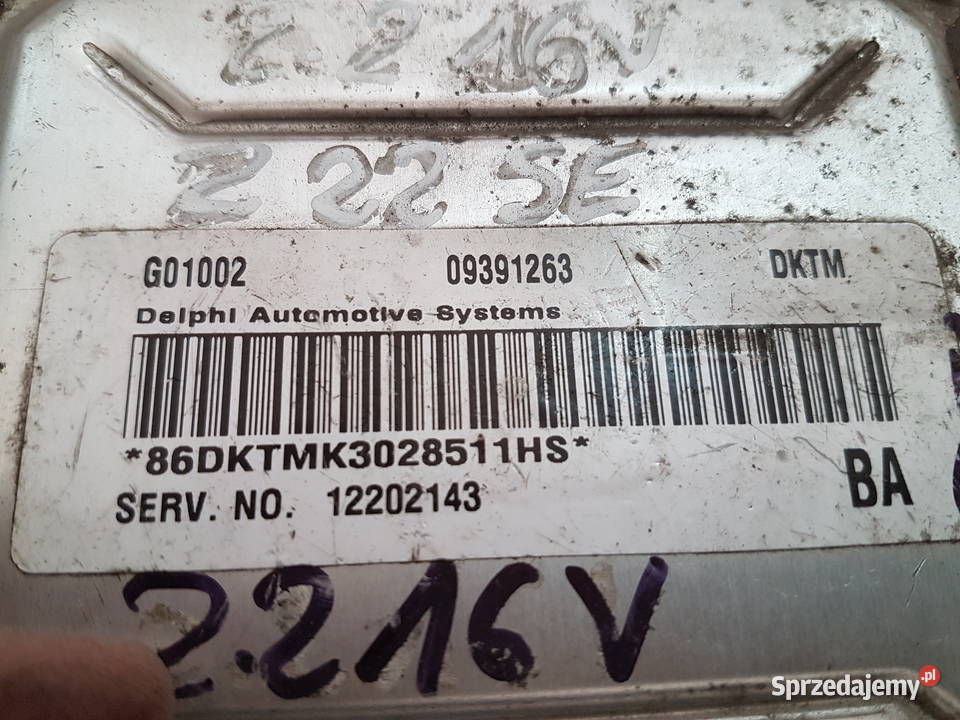 2.2 16V
Z 22 SE
G01002 09391263 DKTM
Delphi Automotive Systems
*86DKTMK3028511HS*
SERV. NO. 12202143 BA
2.2 16V
Sprzedajemy.pl